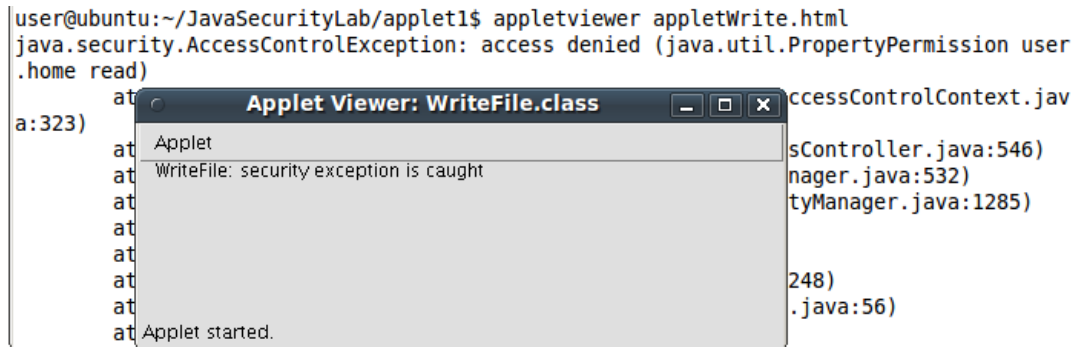 user@ubuntu:~/JavaSecurityLab/applet1$ appletviewer appletWrite.html
java.security.AccessControlException: access denied (java.util.PropertyPermission user
.home read)
at
Applet Viewer: WriteFile.class
ccessControlContext.jav
a:323)
Applet
at
sController.java:546)
WriteFile: security exception is caught
at
nager.java:532)
at
tyManager.java:1285)
at
at
at
248)
at
.java:56)
at
Applet started.